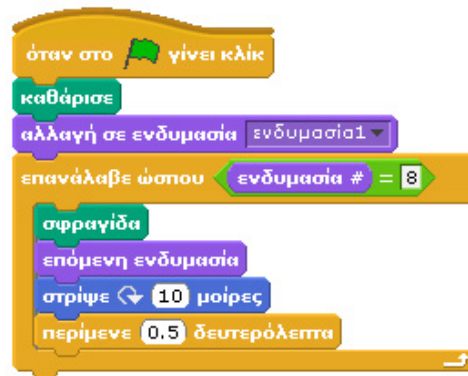 όταν στο γίνει κλίκ
καθάρισε
αλλαγή σε ενδυμασία ενδυμασία1
επανάλαβε ώσπου ενδυμασία # = 8
σφραγίδα
επόμενη ενδυμασία
στρίψε 10 μοίρες
περίμενε 0.5 δευτερόλεπτα